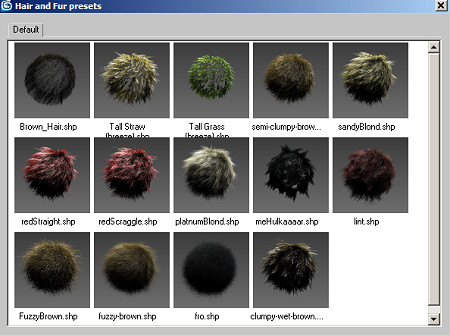 Hair and Fur presets
Default
Brown_Hair.shp Tall Straw (breeze).shp Tall Grass (breeze).shp semi-clumpy-brow... sandyBlond.shp
redStraight.shp redScraggle.shp platnumBlond.shp meHulkaaaar.shp lint.shp
FuzzyBrown.shp fuzzy-brown.shp fro.shp clumpy-wet-brown....